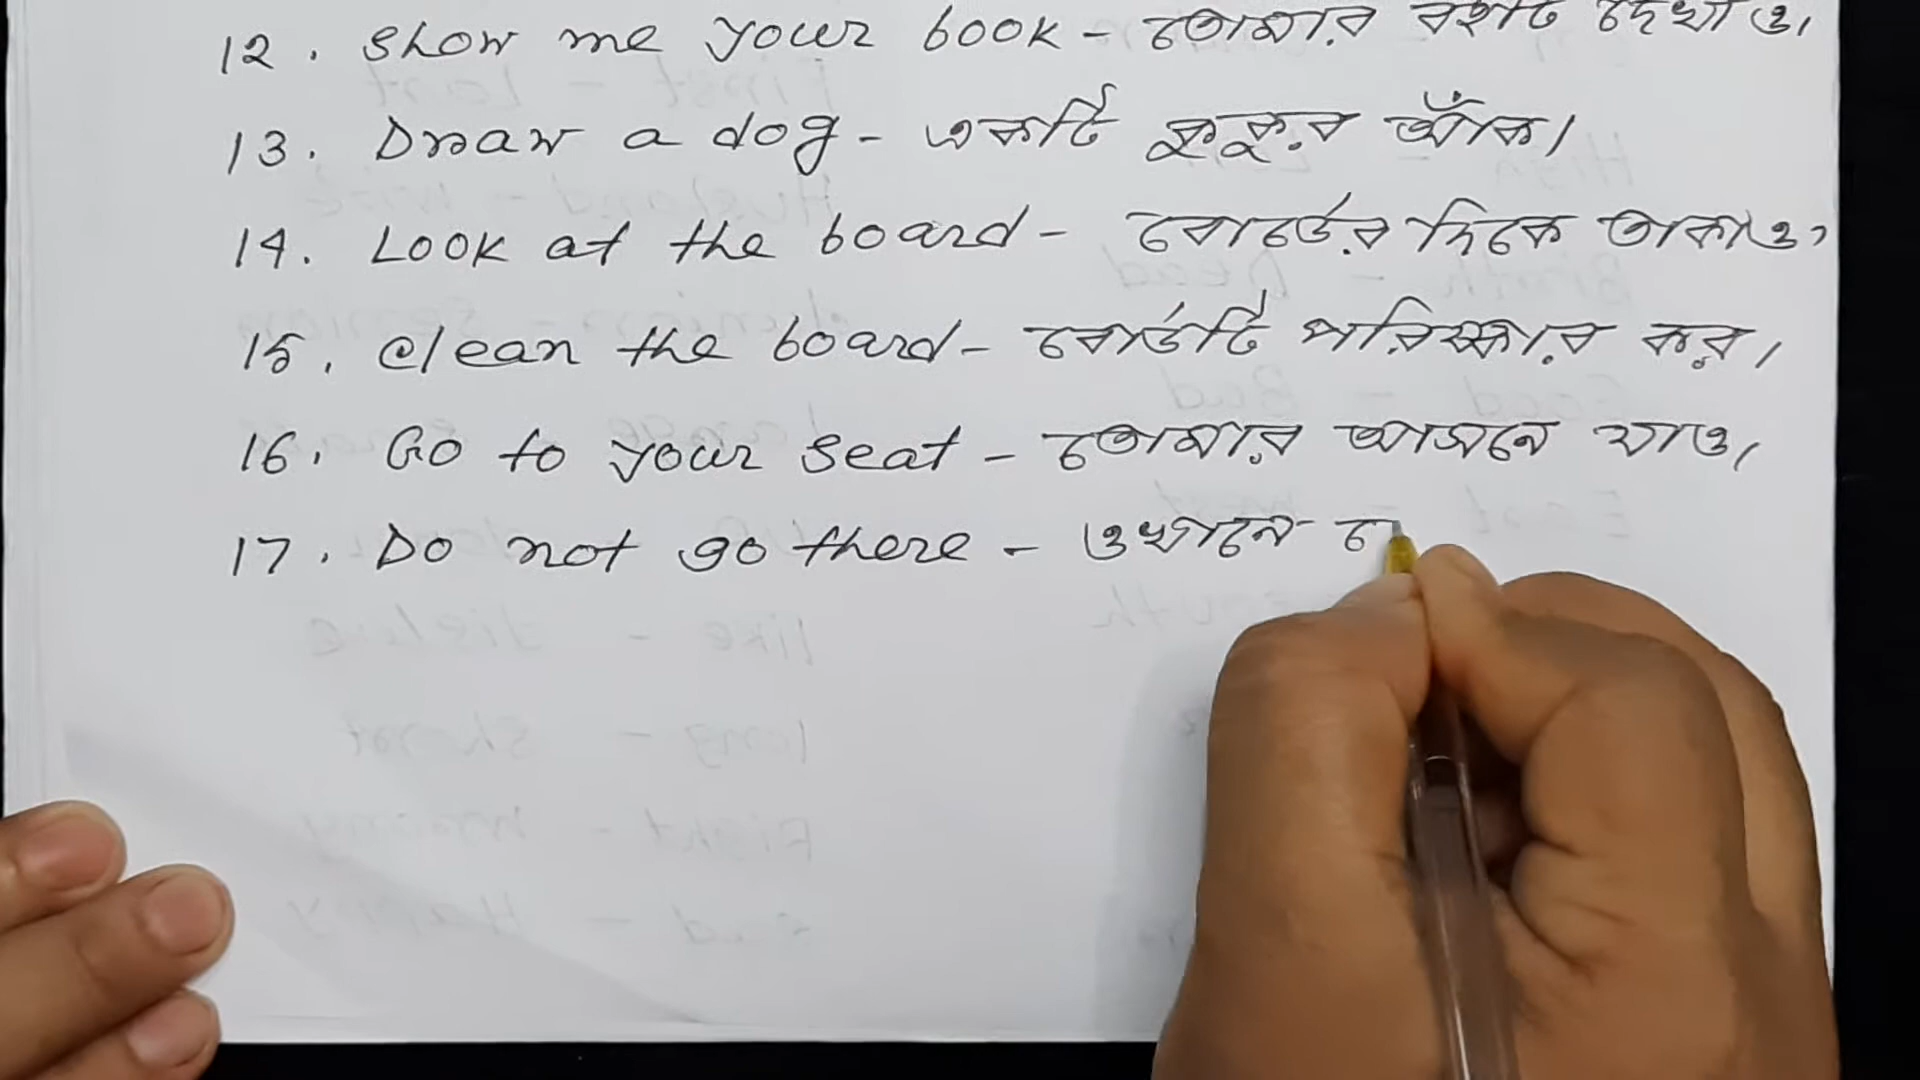 12. Show me your book - তোমার বইটি দেখাও।
13. Draw a dog - একটি কুকুর আঁক।
14. Look at the board - বোর্ডের দিকে তাকাও।
15. Clean the board - বোর্ডটি পরিস্কার কর।
16. Go to your seat - তোমার আসনে যাও।
17. Do not go there - ওখানে